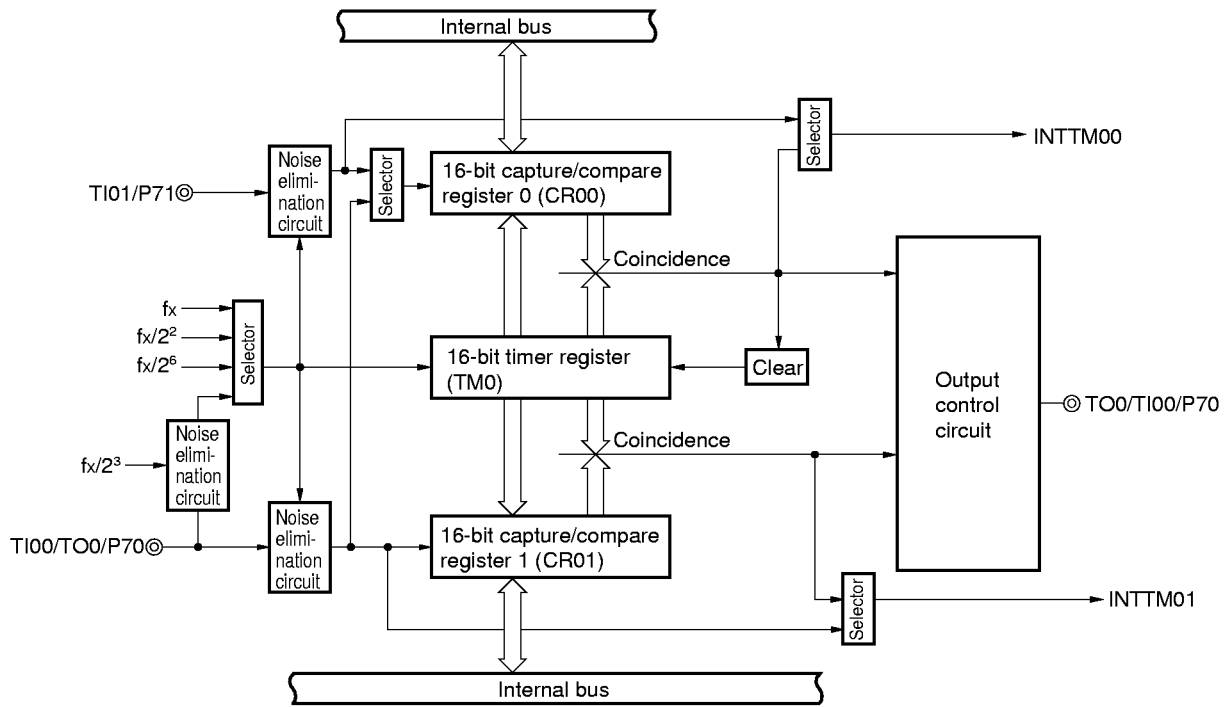 Internal bus
Selector
INTTM00
Noise
elimi-
nation
circuit
Selector
16-bit capture/compare
register 0 (CR00)
TI01/P71
Coincidence
fx
fx/2²
fx/2⁶
Selector
16-bit timer register
(TM0)
Clear
Output
control
circuit
TO0/TI00/P70
Noise
elimi-
nation
circuit
fx/2³
Coincidence
TI00/TO0/P70
Noise
elimi-
nation
circuit
16-bit capture/compare
register 1 (CR01)
Selector
INTTM01
Internal bus